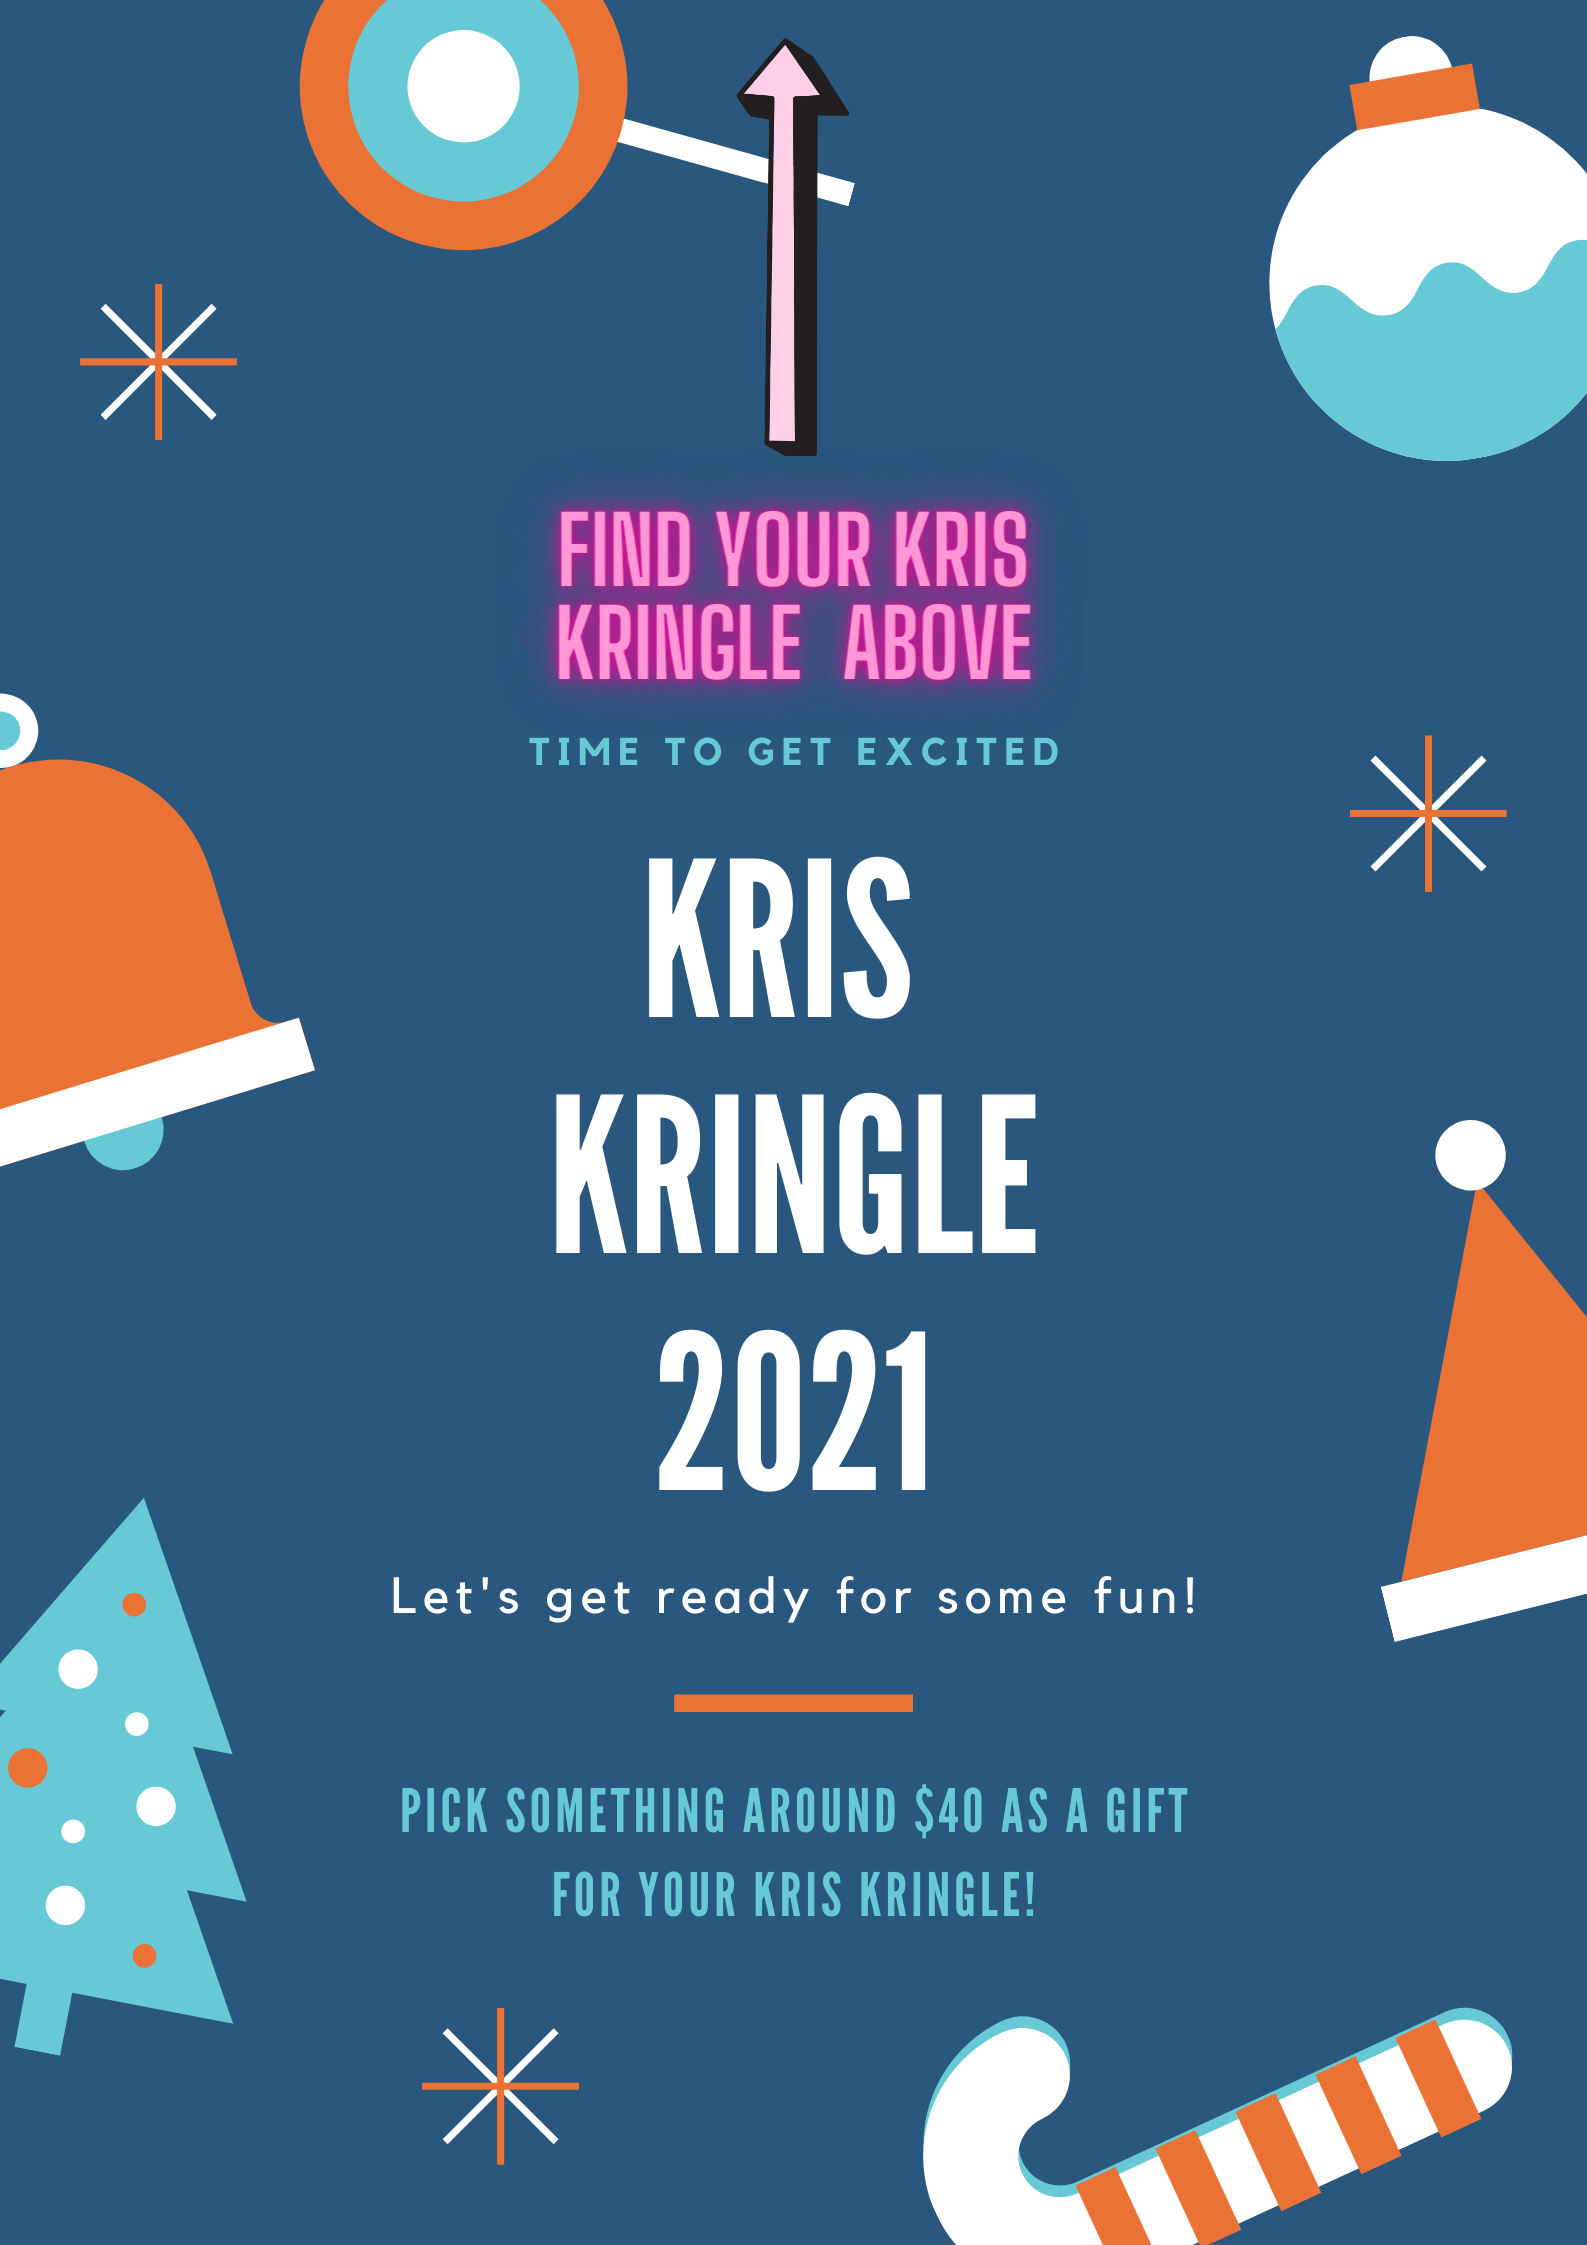 FIND YOUR KRIS
KRINGLE ABOVE
TIME TO GET EXCITED
KRIS
KRINGLE
2021
Let's get ready for some fun!
PICK SOMETHING AROUND $40 AS A GIFT
FOR YOUR KRIS KRINGLE!